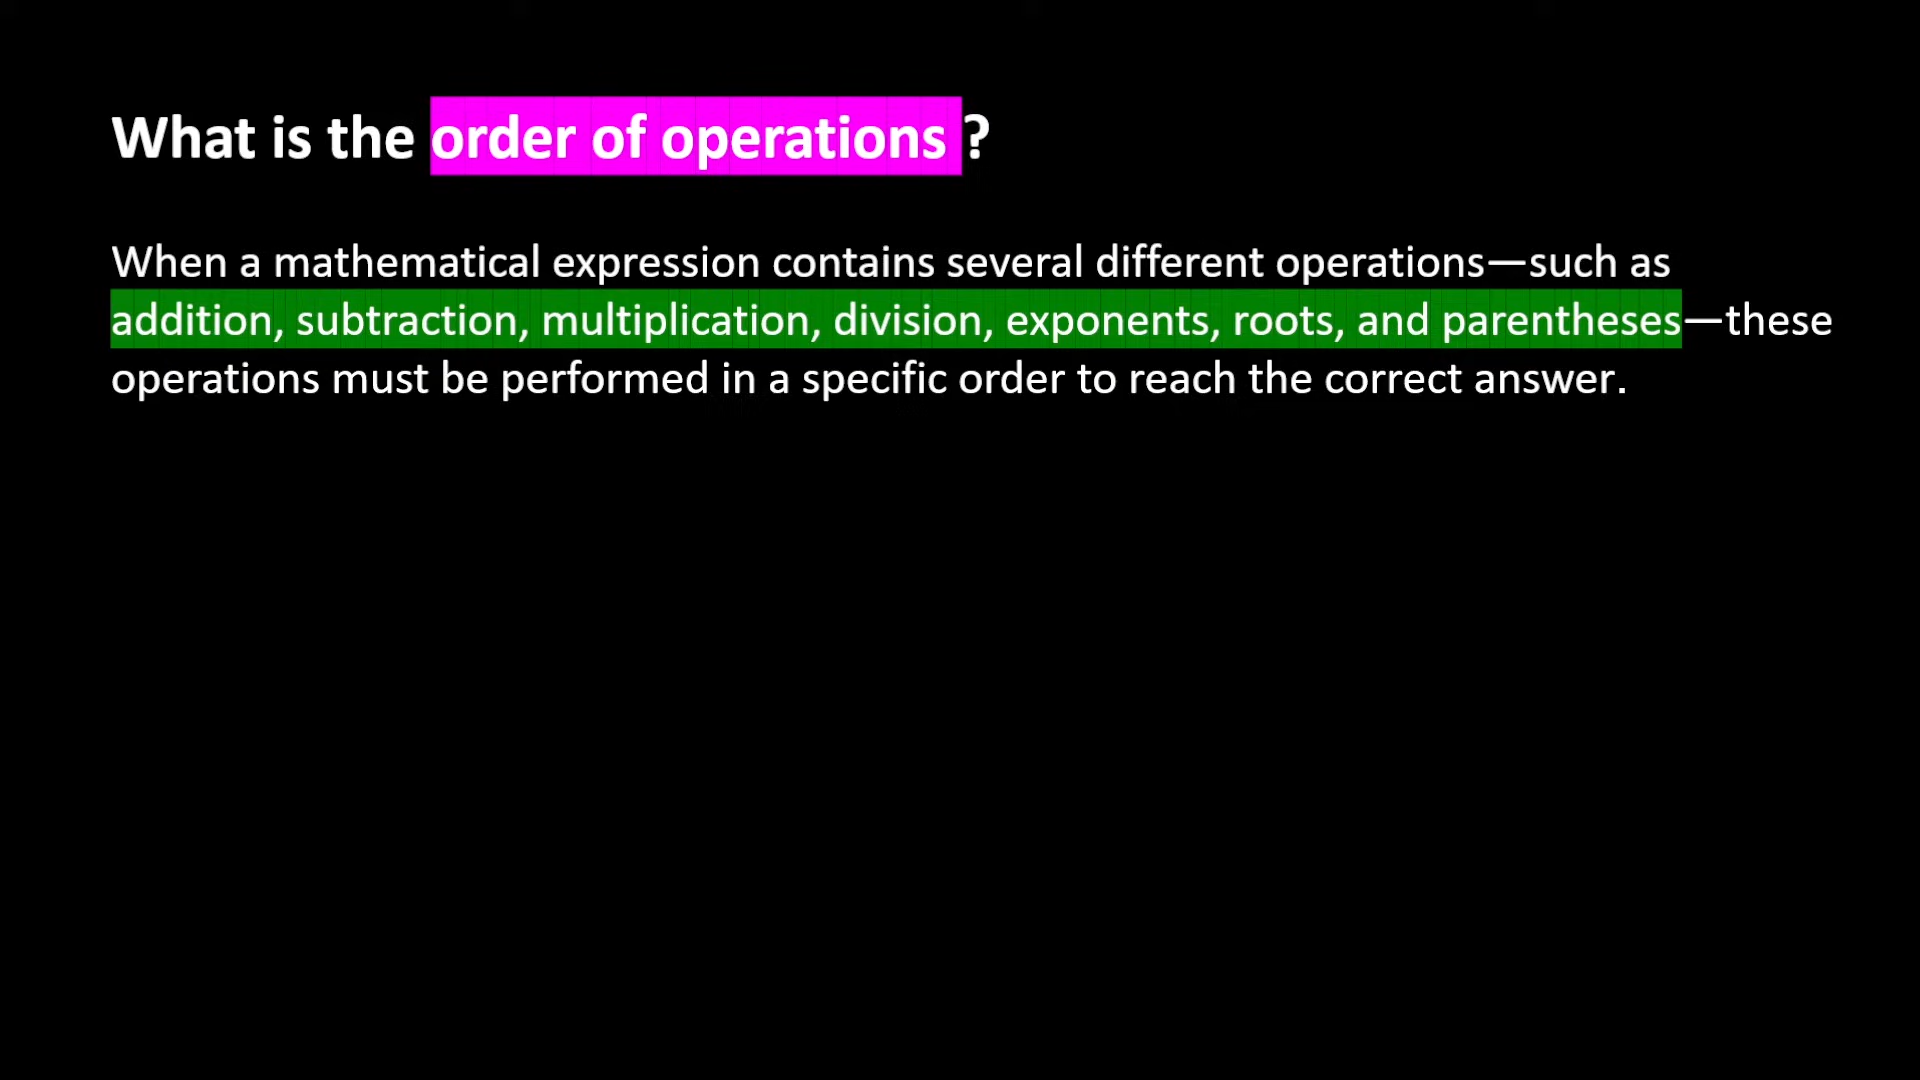 What is the order of operations ?
When a mathematical expression contains several different operations—such as
addition, subtraction, multiplication, division, exponents, roots, and parentheses—these
operations must be performed in a specific order to reach the correct answer.